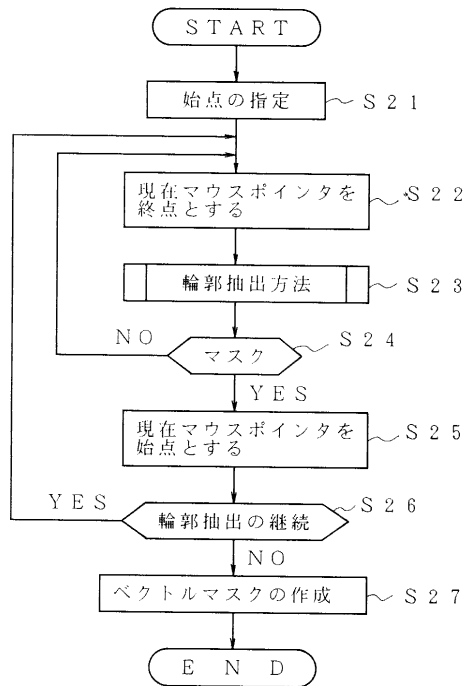 START
始点の指定 S21
現在マウスポインタを
終点とする S22
輪郭抽出方法 S23
NO マスク S24
YES
現在マウスポインタを
始点とする S25
YES 輪郭抽出の継続 S26
NO
ベクトルマスクの作成 S27
END